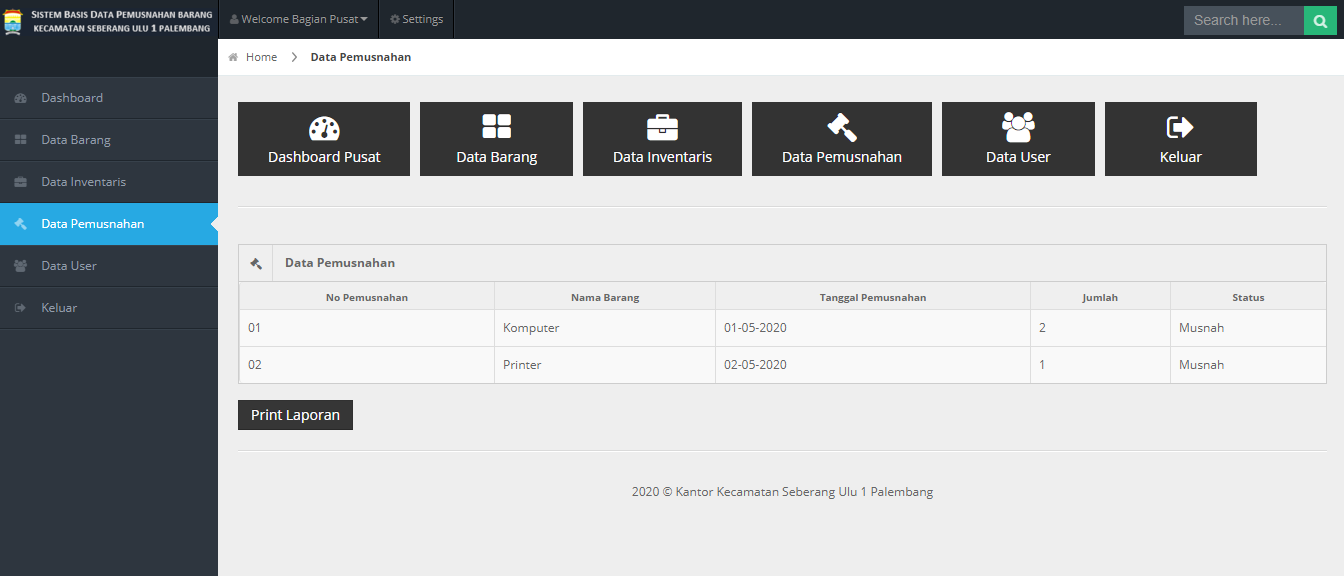 SISTEM BASIS DATA PEMUSNAHAN BARANG
KECAMATAN SEBERANG ULU 1 PALEMBANG
Welcome Bagian Pusat
Settings
Search here...
Home
Data Pemusnahan
Dashboard
Data Barang
Data Inventaris
Data Pemusnahan
Data User
Keluar
Dashboard Pusat
Data Barang
Data Inventaris
Data Pemusnahan
Data User
Keluar
Data Pemusnahan
No Pemusnahan Nama Barang Tanggal Pemusnahan Jumlah Status
01 Komputer 01-05-2020 2 Musnah
02 Printer 02-05-2020 1 Musnah
Print Laporan
2020 © Kantor Kecamatan Seberang Ulu 1 Palembang